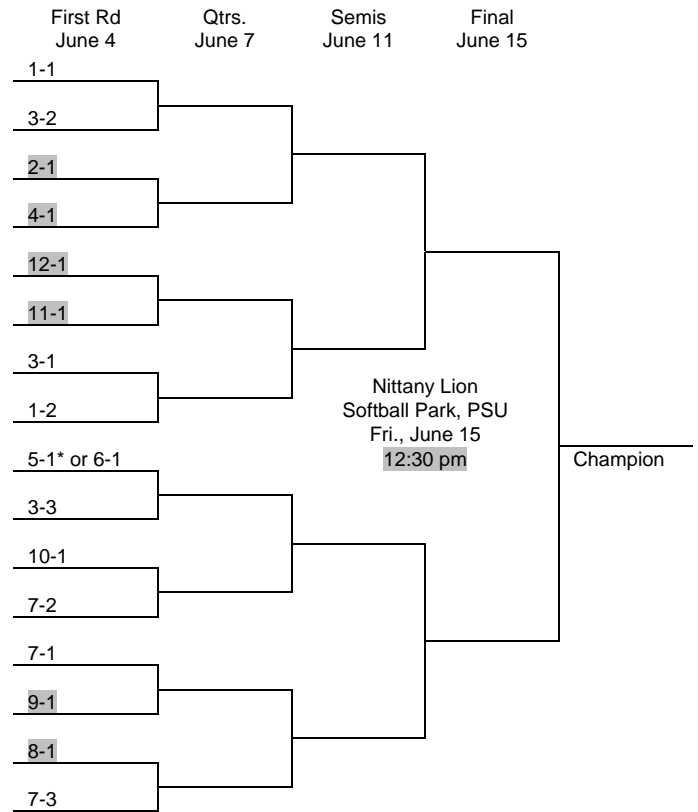 First Rd Qtrs. Semis Final
June 4 June 7 June 11 June 15
1-1
3-2
2-1
4-1
12-1
11-1
3-1
1-2
Nittany Lion
Softball Park, PSU
Fri., June 15
12:30 pm
Champion
5-1* or 6-1
3-3
10-1
7-2
7-1
9-1
8-1
7-3